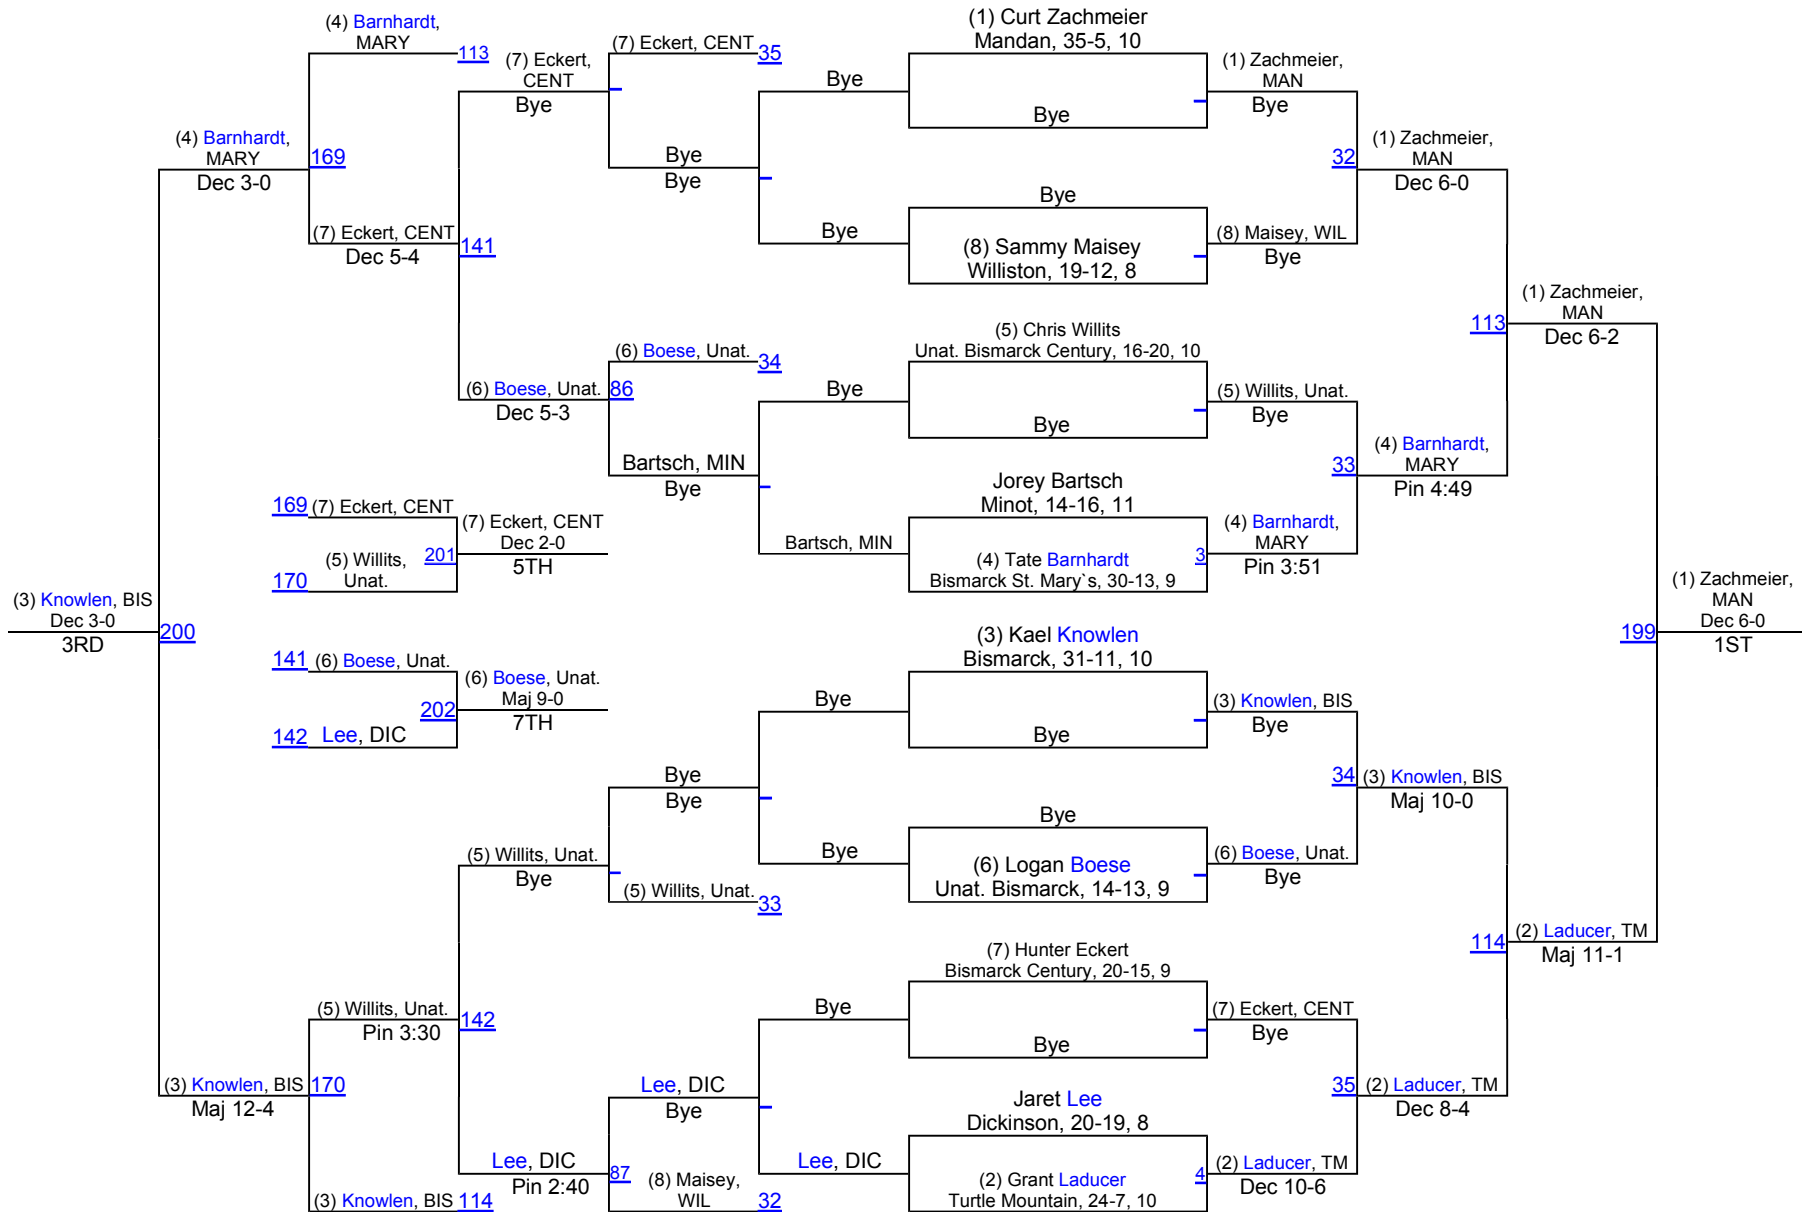 (4) Barnhardt,
MARY
113
(7) Eckert,
CENT
Bye
(7) Eckert, CENT
35
(4) Barnhardt,
MARY
Dec 3-0
169
Bye
Bye
(7) Eckert, CENT
Dec 5-4
141
(6) Boese, Unat.
34
(6) Boese, Unat.
Dec 5-3
86
Bartsch, MIN
Bye
169
(7) Eckert, CENT
(7) Eckert, CENT
Dec 2-0
5TH
201
(5) Willits,
Unat.
170
(3) Knowlen, BIS
Dec 3-0
3RD
200
141
(6) Boese, Unat.
(6) Boese, Unat.
Maj 9-0
7TH
202
142
Lee, DIC
Bye
Bye
(5) Willits, Unat.
Bye
(5) Willits, Unat.
33
(5) Willits, Unat.
Pin 3:30
142
(3) Knowlen, BIS
Maj 12-4
170
Lee, DIC
Bye
Lee, DIC
Pin 2:40
87
(8) Maisey,
WIL
32
(3) Knowlen, BIS
114
Bye
Bye
Bye
Bartsch, MIN
Bye
Bye
Bye
Lee, DIC
(1) Curt Zachmeier
Mandan, 35-5, 10
Bye
Bye
(8) Sammy Maisey
Williston, 19-12, 8
(5) Chris Willits
Unat. Bismarck Century, 16-20, 10
Bye
Jorey Bartsch
Minot, 14-16, 11
(4) Tate Barnhardt
Bismarck St. Mary`s, 30-13, 9
3
(3) Kael Knowlen
Bismarck, 31-11, 10
Bye
Bye
(6) Logan Boese
Unat. Bismarck, 14-13, 9
(7) Hunter Eckert
Bismarck Century, 20-15, 9
Bye
Jaret Lee
Dickinson, 20-19, 8
(2) Grant Laducer
Turtle Mountain, 24-7, 10
4
(1) Zachmeier,
MAN
Bye
32
(8) Maisey, WIL
Bye
(5) Willits, Unat.
Bye
33
(4) Barnhardt,
MARY
Pin 3:51
(3) Knowlen, BIS
Bye
34
(6) Boese, Unat.
Bye
(7) Eckert, CENT
Bye
35
(2) Laducer, TM
Dec 10-6
(1) Zachmeier,
MAN
Dec 6-0
113
(4) Barnhardt,
MARY
Pin 4:49
(3) Knowlen, BIS
Maj 10-0
114
(2) Laducer, TM
Dec 8-4
(1) Zachmeier,
MAN
Dec 6-2
199
(2) Laducer, TM
Maj 11-1
(1) Zachmeier,
MAN
Dec 6-0
1ST